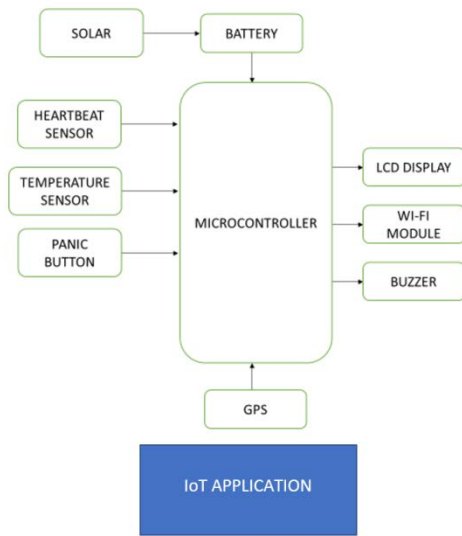 SOLAR
BATTERY
HEARTBEAT
SENSOR
TEMPERATURE
SENSOR
PANIC
BUTTON
MICROCONTROLLER
LCD DISPLAY
WI-FI
MODULE
BUZZER
GPS
IoT APPLICATION